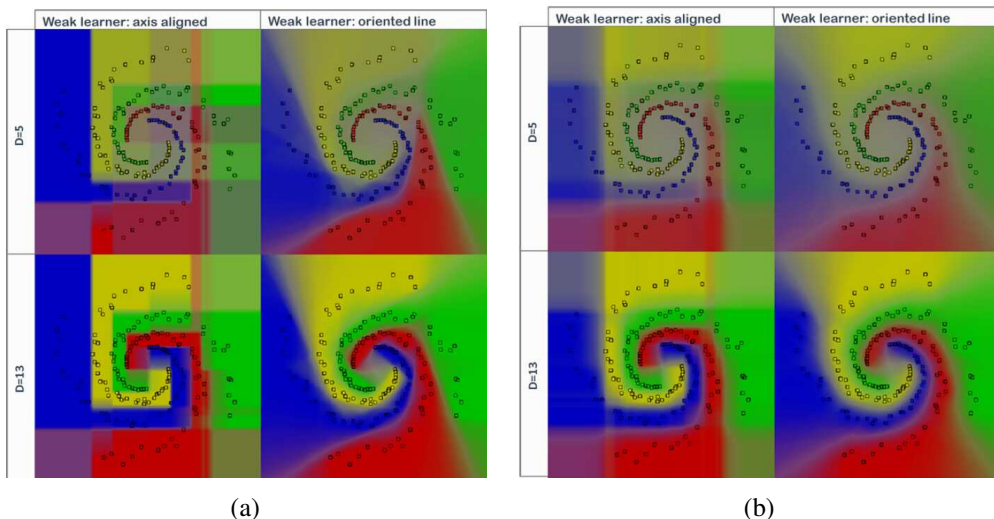 Weak learner: axis aligned
Weak learner: oriented line
D=5
D=13
(a)
Weak learner: axis aligned
Weak learner: oriented line
D=5
D=13
(b)